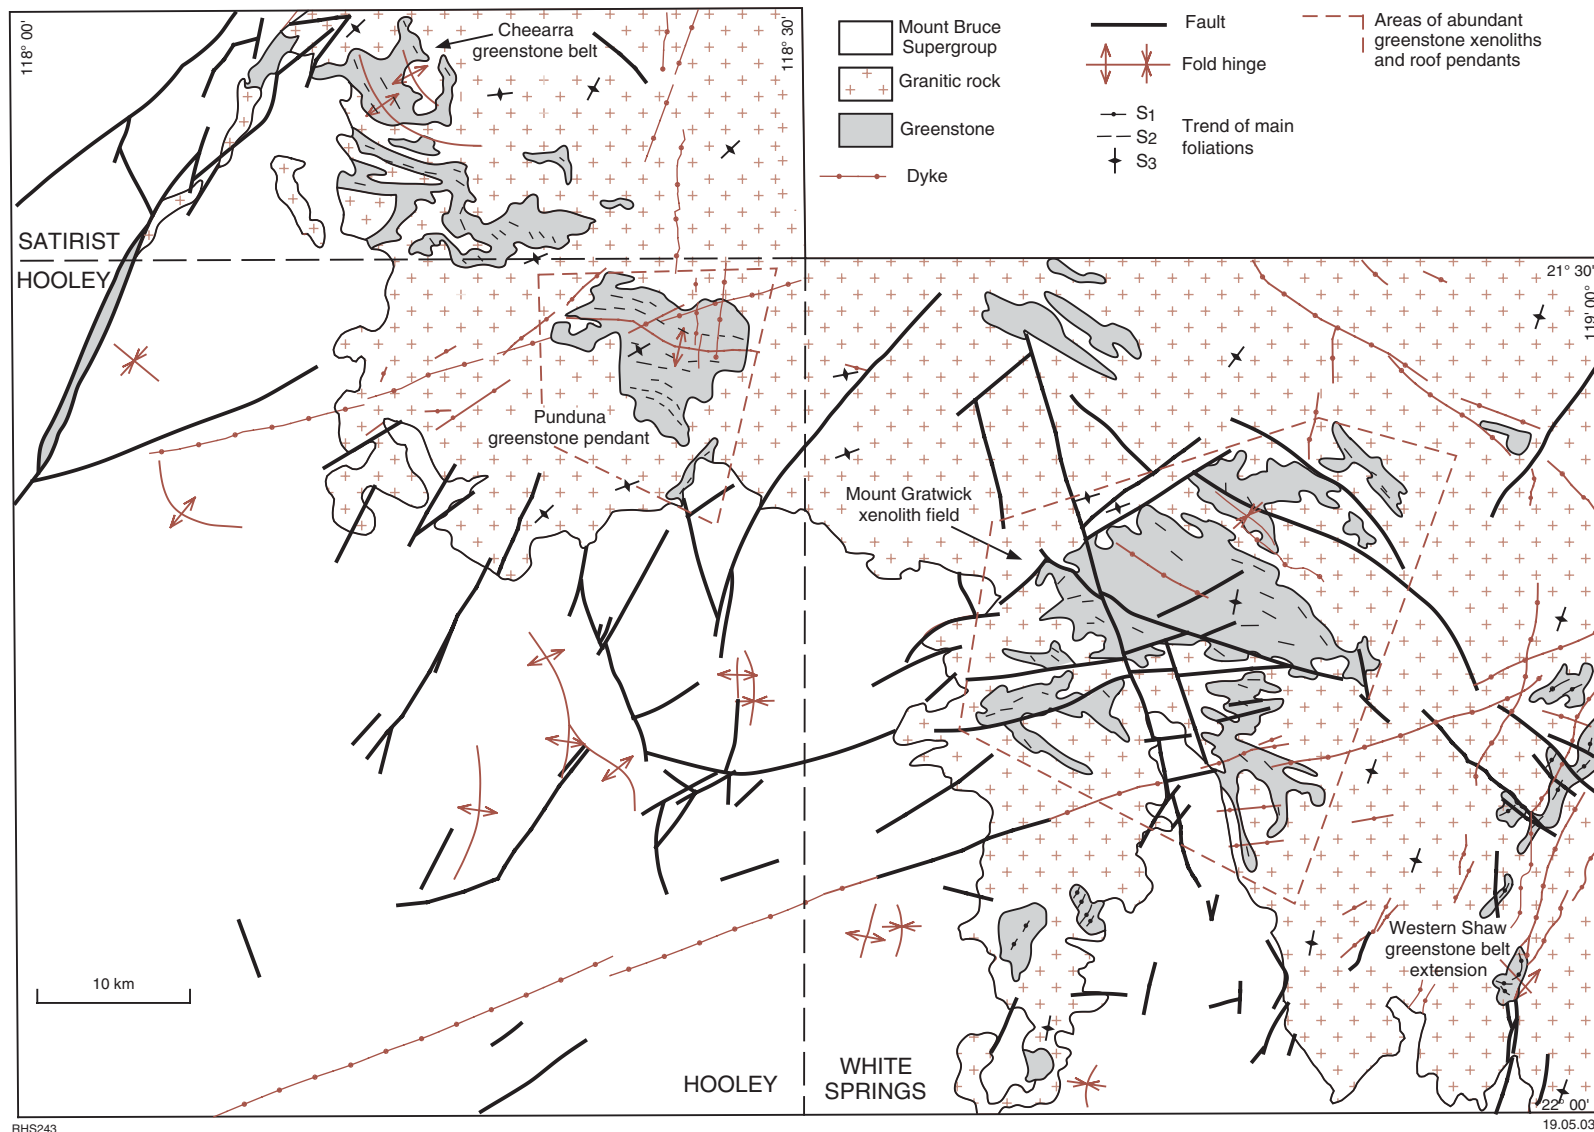 118° 00'
Cheearra
greenstone belt
118° 30'
Mount Bruce
Supergroup
Granitic rock
Greenstone
Dyke
Fault
Fold hinge
S1
S2
S3
Trend of main
foliations
Areas of abundant
greenstone xenoliths
and roof pendants
SATIRIST
HOOLEY
21° 30'
119° 00'
Punduna
greenstone pendant
Mount Gratwick
xenolith field
Western Shaw
greenstone belt
extension
10 km
HOOLEY
WHITE
SPRINGS
22° 00'
RHS243
19.05.03